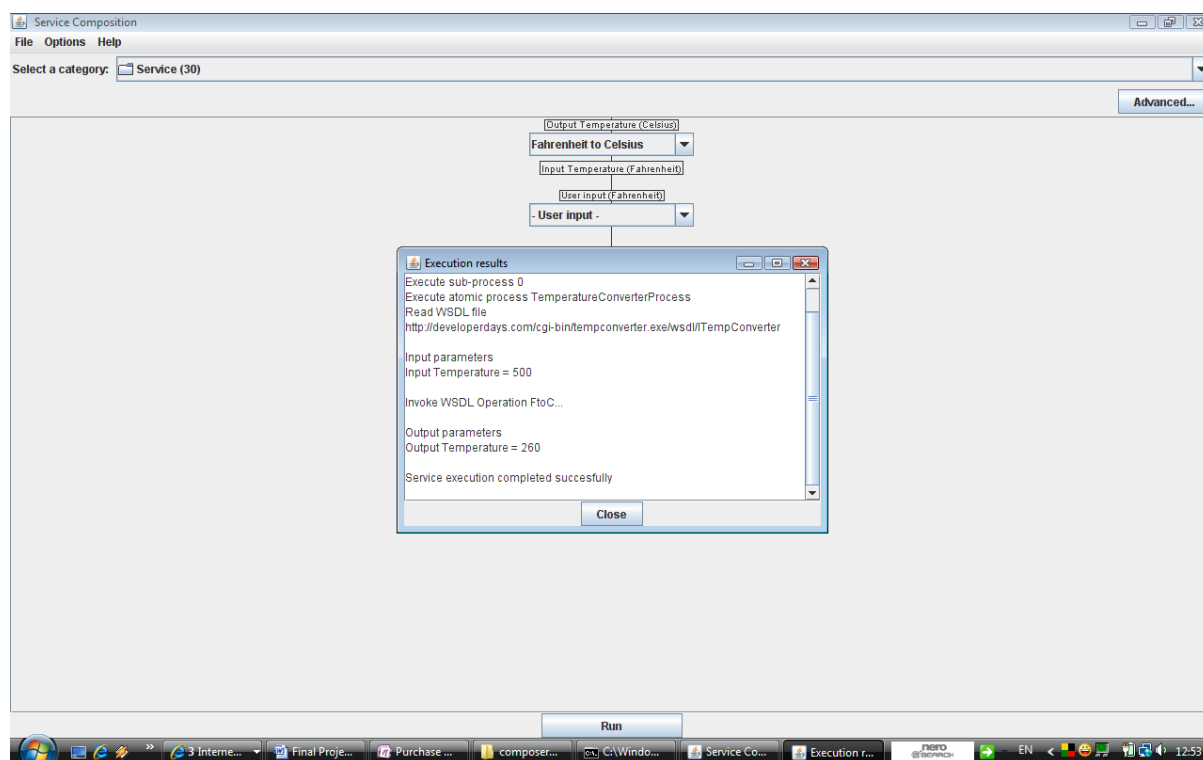 Service Composition
File Options Help
Select a category: Service (30)
Advanced...
Output Temperature (Celsius)
Fahrenheit to Celsius
Input Temperature (Fahrenheit)
User input (Fahrenheit)
- User input -
Execution results
Execute sub-process 0
Execute atomic process TemperatureConverterProcess
Read WSDL file
http://developerdays.com/cgi-bin/tempconverter.exe/wsdl/ITempConverter
Input parameters
Input Temperature = 500
Invoke WSDL Operation FtoC...
Output parameters
Output Temperature = 260
Service execution completed succesfully
Close
Run
» 3 Interne... Final Proje... Purchase ... composer... C:\Windo... Service Co... Execution r... nero SEARCH EN < 12:53